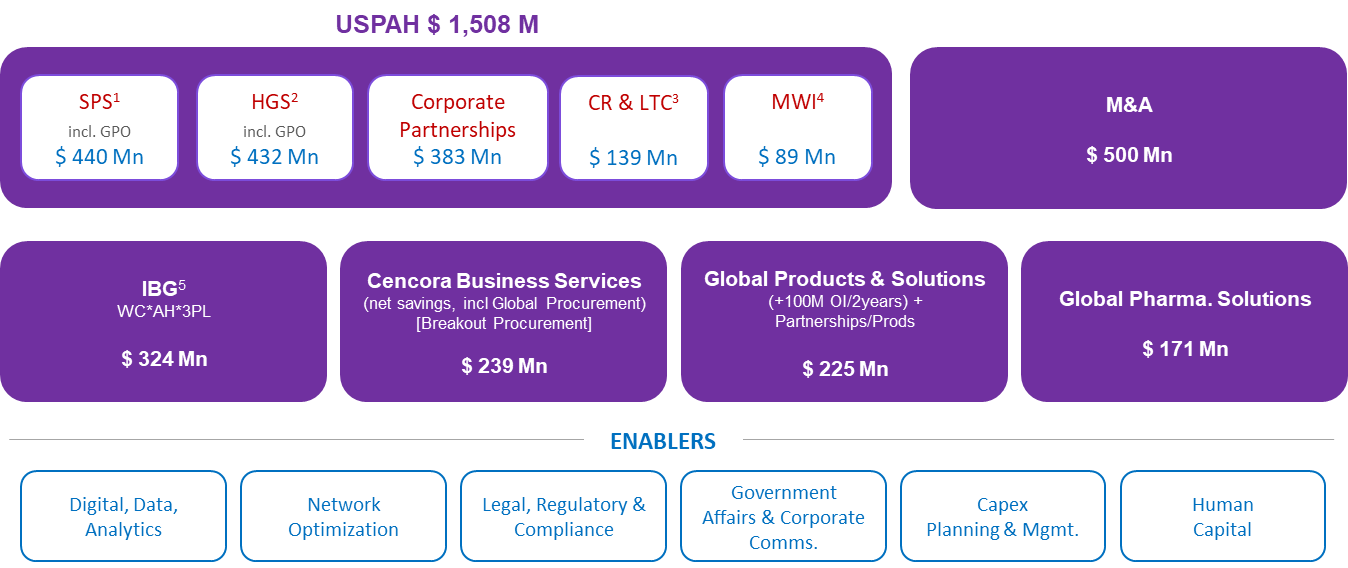 USPAH $ 1,508 M
SPS1
incl. GPO
$ 440 Mn
HGS2
incl. GPO
$ 432 Mn
Corporate
Partnerships
$ 383 Mn
CR & LTC3
$ 139 Mn
MWI4
$ 89 Mn
M&A
$ 500 Mn
IBG5
WC*AH*3PL
$ 324 Mn
Cencora Business Services
(net savings, incl Global Procurement)
[Breakout Procurement]
$ 239 Mn
Global Products & Solutions
(+100M OI/2years) +
Partnerships/Prods
$ 225 Mn
Global Pharma. Solutions
$ 171 Mn
ENABLERS
Digital, Data,
Analytics
Network
Optimization
Legal, Regulatory &
Compliance
Government
Affairs & Corporate
Comms.
Capex
Planning & Mgmt.
Human
Capital